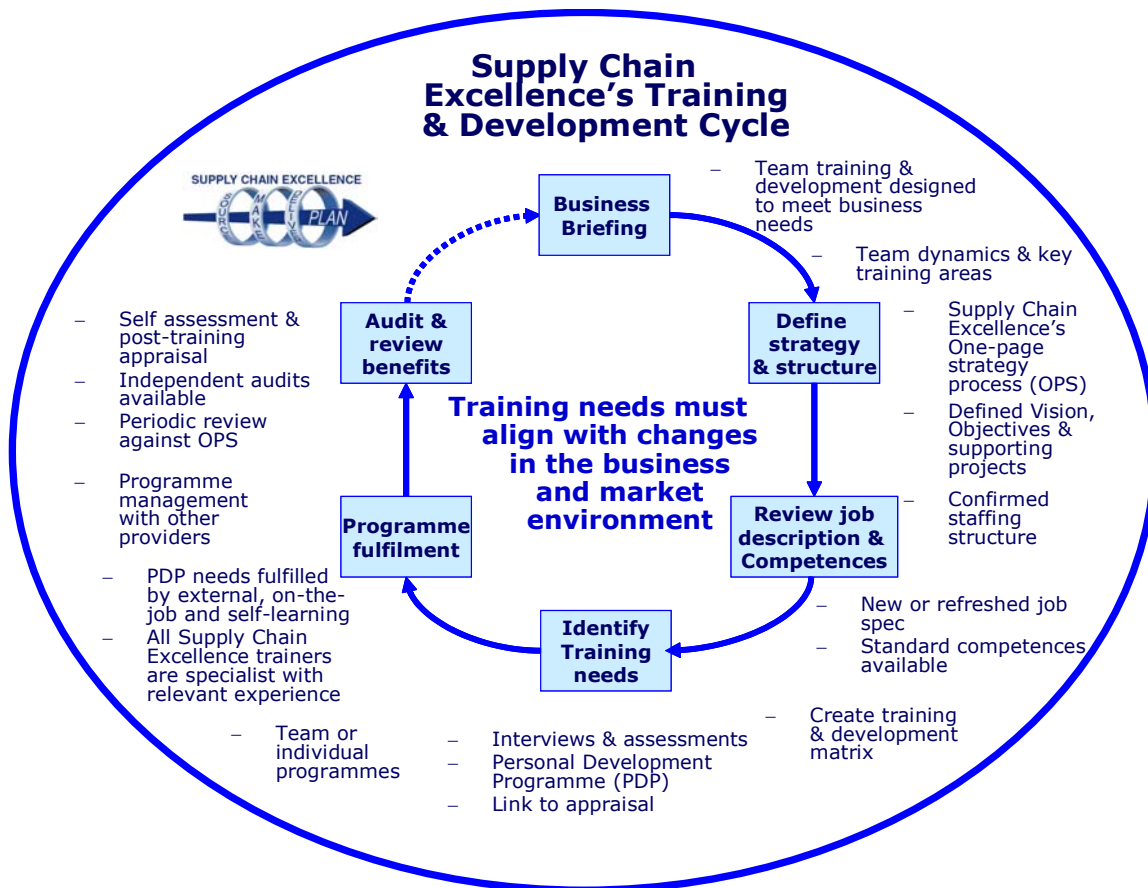 Supply Chain
Excellence’s Training
& Development Cycle
SUPPLY CHAIN EXCELLENCE
SOURCE
MAKE
DELIVER
PLAN
Business
Briefing
– Team training &
development designed
to meet business
needs
– Team dynamics & key
training areas
Define
strategy
& structure
– Supply Chain
Excellence’s
One-page
strategy
process (OPS)
– Defined Vision,
Objectives &
supporting
projects
– Confirmed
staffing
structure
Review job
description &
Competences
– New or refreshed job
spec
– Standard competences
available
– Create training
& development
matrix
Identify
Training
needs
– Interviews & assessments
– Personal Development
Programme (PDP)
– Link to appraisal
Programme
fulfilment
– Programme
management
with other
providers
– PDP needs fulfilled
by external, on-the-
job and self-learning
– All Supply Chain
Excellence trainers
are specialist with
relevant experience
– Team or
individual
programmes
Audit &
review
benefits
– Self assessment &
post-training
appraisal
– Independent audits
available
– Periodic review
against OPS
Training needs must
align with changes
in the business
and market
environment